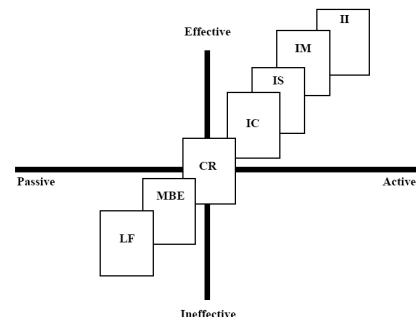 II
Effective
IM
IS
IC
CR
Passive
Active
MBE
LF
Ineffective